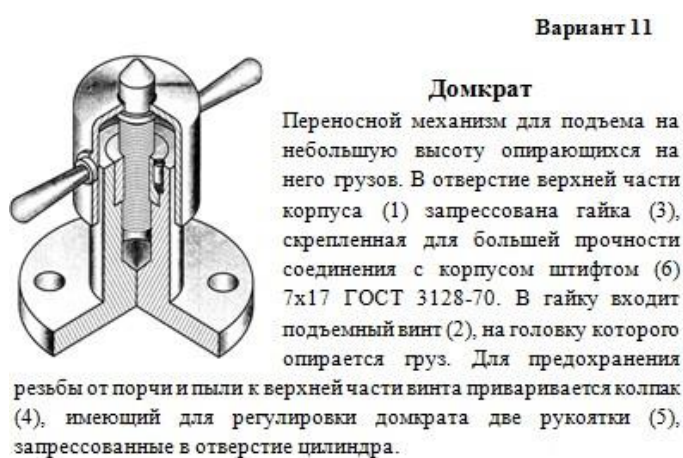 Вариант 11
Домкрат
Переносной механизм для подъема на
небольшую высоту опирающихся на
него грузов. В отверстие верхней части
корпуса (1) запрессована гайка (3),
скрепленная для большей прочности
соединения с корпусом штифтом (6)
7х17 ГОСТ 3128-70. В гайку входит
подъемный винт (2), на головку которого
опирается груз. Для предохранения
резьбы от порчи и пыли к верхней части винта приваривается колпак
(4), имеющий для регулировки домкрата две рукоятки (5),
запрессованные в отверстие цилиндра.